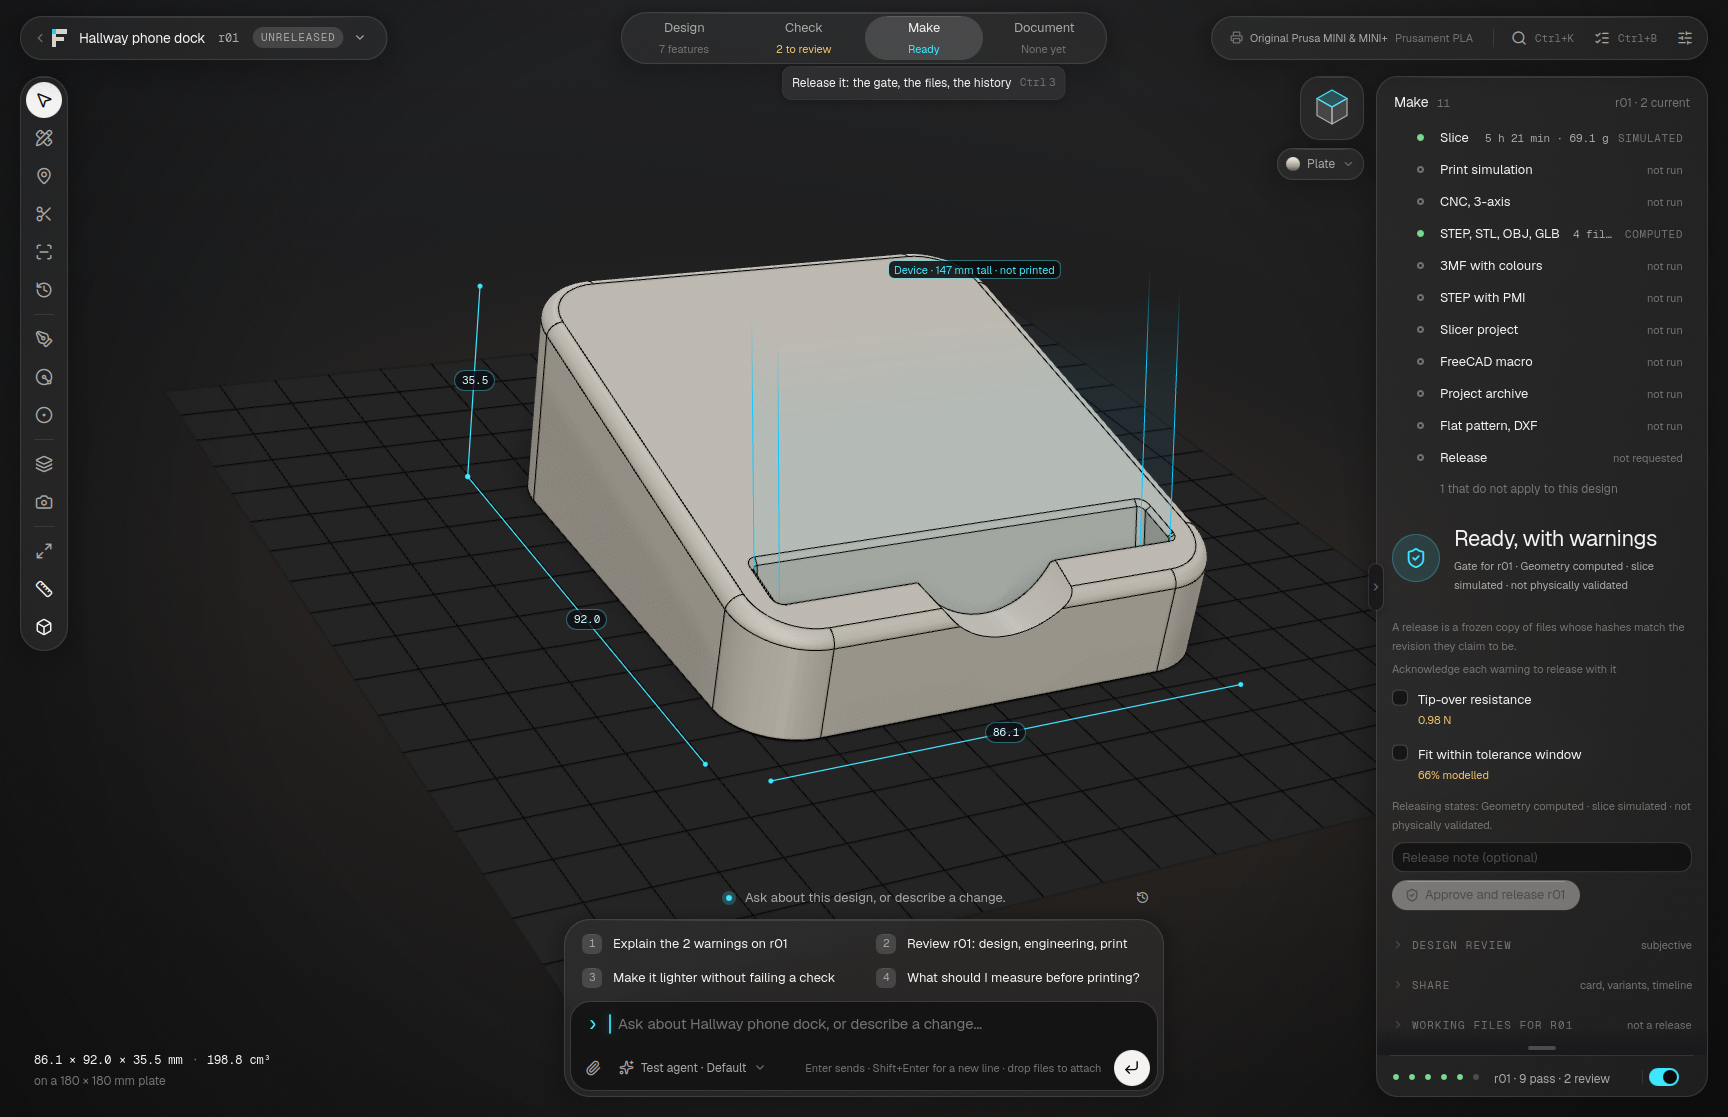 Hallway phone dock r01 UNRELEASED
Design
7 features
Check
2 to review
Make
Ready
Document
None yet
Original Prusa MINI & MINI+ Prusament PLA
Ctrl+K
Ctrl+B
Release it: the gate, the files, the history Ctrl 3
Plate
Device · 147 mm tall · not printed
35.5
92.0
86.1
Make 11 r01 · 2 current
Slice 5 h 21 min · 69.1 g SIMULATED
Print simulation not run
CNC, 3-axis not run
STEP, STL, OBJ, GLB 4 fil… COMPUTED
3MF with colours not run
STEP with PMI not run
Slicer project not run
FreeCAD macro not run
Project archive not run
Flat pattern, DXF not run
Release not requested
1 that do not apply to this design
Ready, with warnings
Gate for r01 · Geometry computed · slice
simulated · not physically validated
A release is a frozen copy of files whose hashes match the
revision they claim to be.
Acknowledge each warning to release with it
Tip-over resistance
0.98 N
Fit within tolerance window
66% modelled
Releasing states: Geometry computed · slice simulated · not
physically validated.
Release note (optional)
Approve and release r01
DESIGN REVIEW subjective
SHARE card, variants, timeline
WORKING FILES FOR R01 not a release
r01 · 9 pass · 2 review
Ask about this design, or describe a change.
1 Explain the 2 warnings on r01
2 Review r01: design, engineering, print
3 Make it lighter without failing a check
4 What should I measure before printing?
Ask about Hallway phone dock, or describe a change...
Test agent · Default
Enter sends · Shift+Enter for a new line · drop files to attach
86.1 × 92.0 × 35.5 mm · 198.8 cm³
on a 180 × 180 mm plate